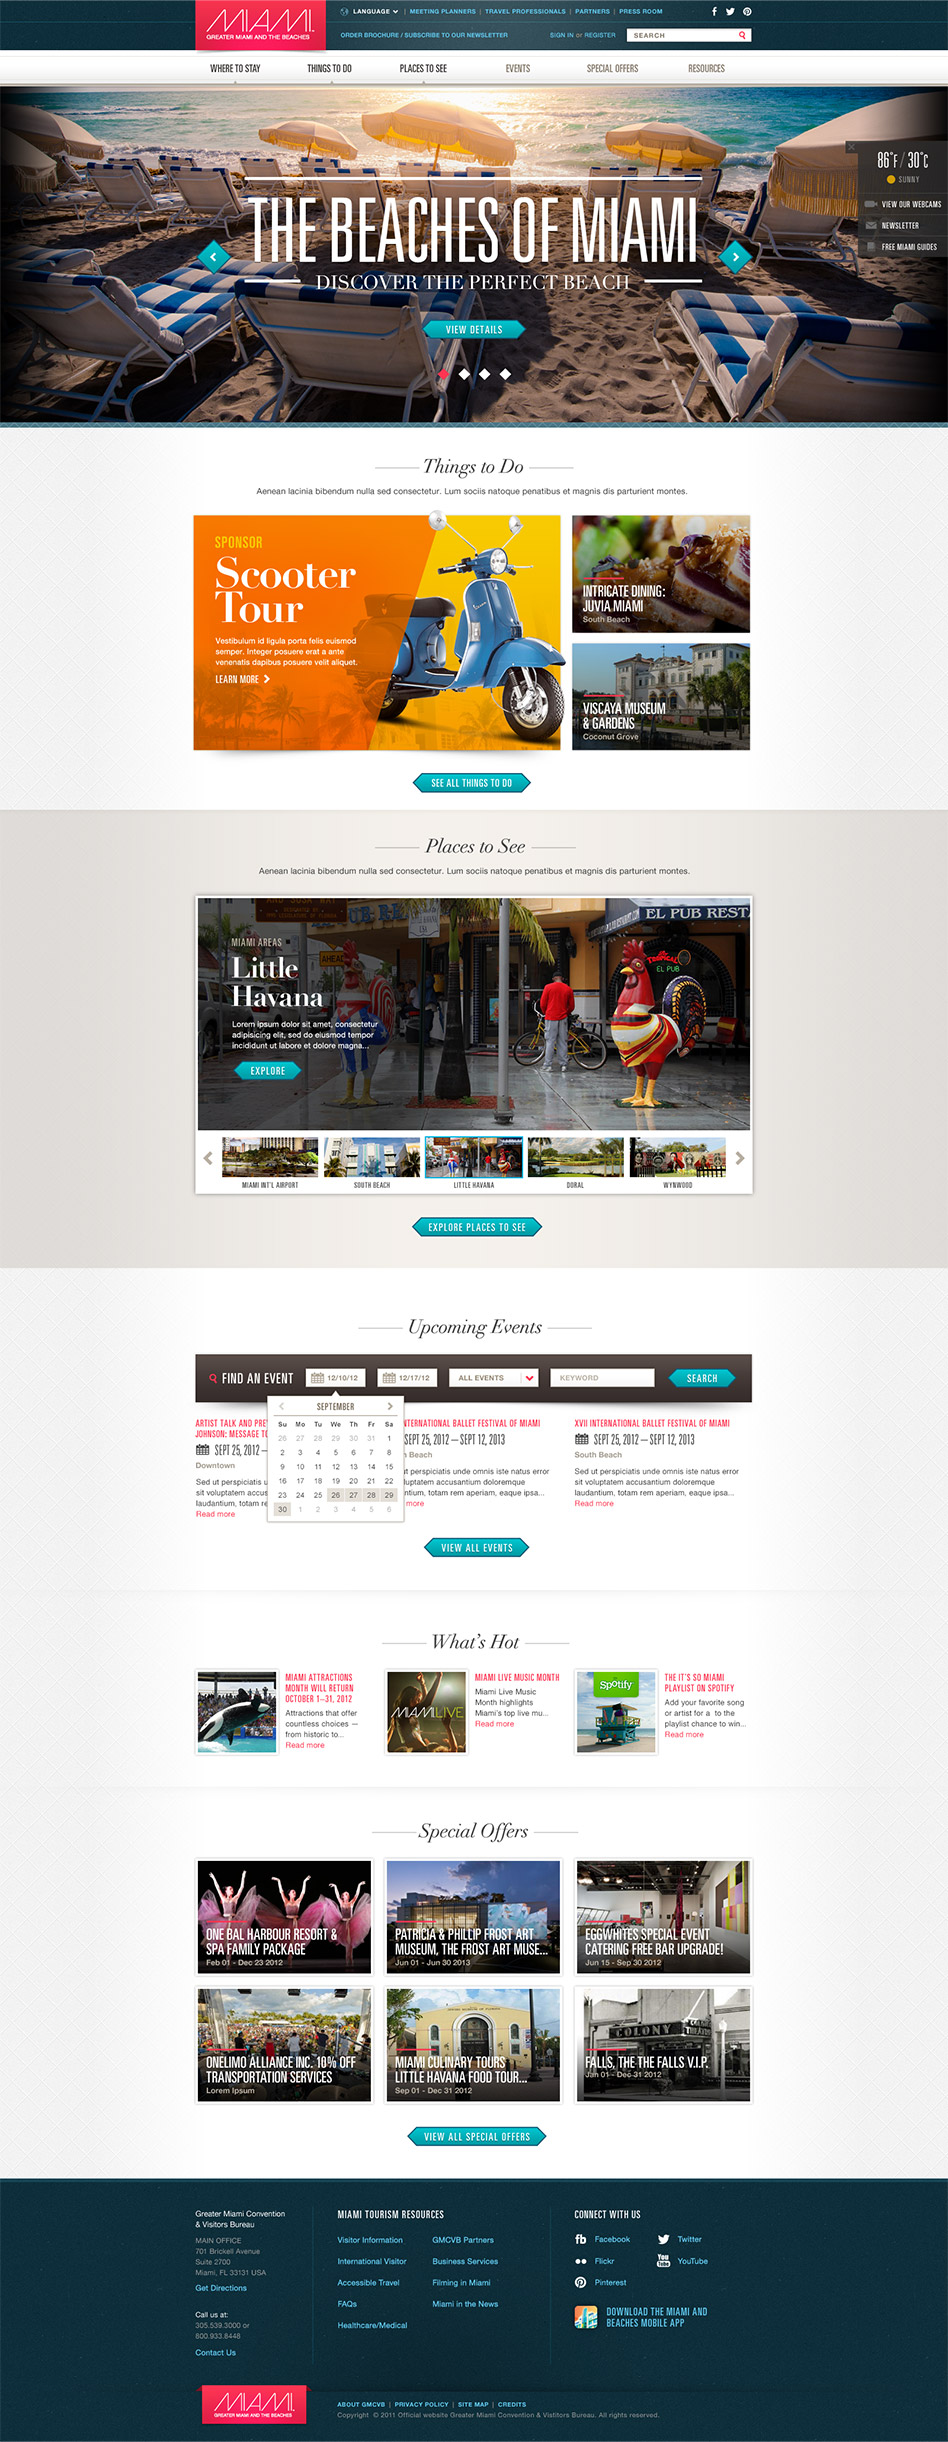 MIAMI.
GREATER MIAMI AND THE BEACHES
LANGUAGE | MEETING PLANNERS | TRAVEL PROFESSIONALS | PARTNERS | PRESS ROOM
ORDER BROCHURE / SUBSCRIBE TO OUR NEWSLETTER
SIGN IN or REGISTER
SEARCH
WHERE TO STAY
THINGS TO DO
PLACES TO SEE
EVENTS
SPECIAL OFFERS
RESOURCES
86°F / 30°C
SUNNY
VIEW OUR WEBCAMS
NEWSLETTER
FREE MIAMI GUIDES
THE BEACHES OF MIAMI
DISCOVER THE PERFECT BEACH
VIEW DETAILS
Things to Do
Aenean lacinia bibendum nulla sed consectetur. Lum sociis natoque penatibus et magnis dis parturient montes.
SPONSOR
Scooter
Tour
Vestibulum id ligula porta felis euismod
semper. Integer posuere erat a ante
venenatis dapibus posuere velit aliquet.
LEARN MORE
INTRICATE DINING:
JUVIA MIAMI
South Beach
VISCAYA MUSEUM
& GARDENS
Coconut Grove
SEE ALL THINGS TO DO
Places to See
Aenean lacinia bibendum nulla sed consectetur. Lum sociis natoque penatibus et magnis dis parturient montes.
EL PUB RESTA
AHEAD
TROPICAL
EL PUB
MIAMI AREAS
Little
Havana
Lorem ipsum dolor sit amet, consectetur
adipisicing elit, sed do eiusmod tempor
incididunt ut labore et dolore magna...
EXPLORE
MIAMI INT'L AIRPORT
SOUTH BEACH
LITTLE HAVANA
DORAL
WYNWOOD
EXPLORE PLACES TO SEE
Upcoming Events
FIND AN EVENT
12/10/12
12/17/12
ALL EVENTS
KEYWORD
SEARCH
SEPTEMBER
Su Mo Tu We Th Fr Sa
26 27 28 29 30 31 1
2 3 4 5 6 7 8
9 10 11 12 13 14 15
16 17 18 19 20 21 22
23 24 25 26 27 28 29
30 1 2 3 4 5 6
ARTIST TALK AND PRE
JOHNSON: MESSAGE TO
SEPT 25, 2012 —
Downtown
Sed ut perspiciatis u
sit voluptatem accus
laudantium, totam re
Read more
NTERNATIONAL BALLET FESTIVAL OF MIAMI
SEPT 25, 2012 — SEPT 12, 2013
h Beach
ut perspiciatis unde omnis iste natus error
luptatem accusantium doloremque
antium, totam rem aperiam, eaque ipsa...
more
XVII INTERNATIONAL BALLET FESTIVAL OF MIAMI
SEPT 25, 2012 — SEPT 12, 2013
South Beach
Sed ut perspiciatis unde omnis iste natus error
sit voluptatem accusantium doloremque
laudantium, totam rem aperiam, eaque ipsa...
Read more
VIEW ALL EVENTS
What's Hot
MIAMI ATTRACTIONS
MONTH WILL RETURN
OCTOBER 1–31, 2012
Attractions that offer
countless choices —
from historic to...
Read more
MIAMILIVE
MIAMI LIVE MUSIC MONTH
Miami Live Music
Month highlights
Miami's top live mu...
Read more
Spotify
THE IT'S SO MIAMI
PLAYLIST ON SPOTIFY
Add your favorite song
or artist for a to the
playlist chance to win...
Read more
Special Offers
ONE BAL HARBOUR RESORT &
SPA FAMILY PACKAGE
Feb 01 - Dec 23 2012
PATRICIA & PHILLIP FROST ART
MUSEUM, THE FROST ART MUSE...
Jun 01 - Jun 30 2013
EGGWHITES SPECIAL EVENT
CATERING FREE BAR UPGRADE!
Jun 15 - Sep 30 2012
ONELIMO ALLIANCE INC. 10% OFF
TRANSPORTATION SERVICES
Lorem Ipsum
MIAMI CULINARY TOURS
LITTLE HAVANA FOOD TOUR...
Sep 01 - Dec 31 2012
COLONY
FALLS, THE THE FALLS V.I.P.
Jan 01 - Dec 31 2012
VIEW ALL SPECIAL OFFERS
Greater Miami Convention
& Visitors Bureau
MAIN OFFICE
701 Brickell Avenue
Suite 2700
Miami, FL 33131 USA
Get Directions
Call us at:
305.539.3000 or
800.933.8448
Contact Us
MIAMI TOURISM RESOURCES
Visitor Information
International Visitor
Accessible Travel
FAQs
Healthcare/Medical
GMCVB Partners
Business Services
Filming in Miami
Miami in the News
CONNECT WITH US
Facebook
Twitter
Flickr
YouTube
Pinterest
DOWNLOAD THE MIAMI AND
BEACHES MOBILE APP
MIAMI.
GREATER MIAMI AND THE BEACHES
ABOUT GMCVB | PRIVACY POLICY | SITE MAP | CREDITS
Copyright © 2011 Official website Greater Miami Convention & Vistitors Bureau. All rights reserved.